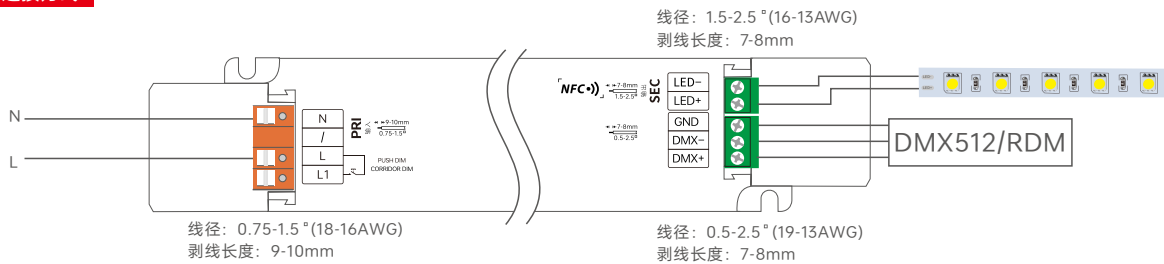 线径：1.5-2.5 ▫(16-13AWG)
剥线长度：7-8mm
N
L
N
/
L
L1
PRI
9-10mm
0.75-1.5▫
PUSH DIM
CORRIDOR DIM
NFC
7-8mm
1.5-2.5▫
SEC
7-8mm
0.5-2.5▫
LED-
LED+
GND
DMX-
DMX+
DMX512/RDM
线径：0.75-1.5 ▫(18-16AWG)
剥线长度：9-10mm
线径：0.5-2.5 ▫(19-13AWG)
剥线长度：7-8mm